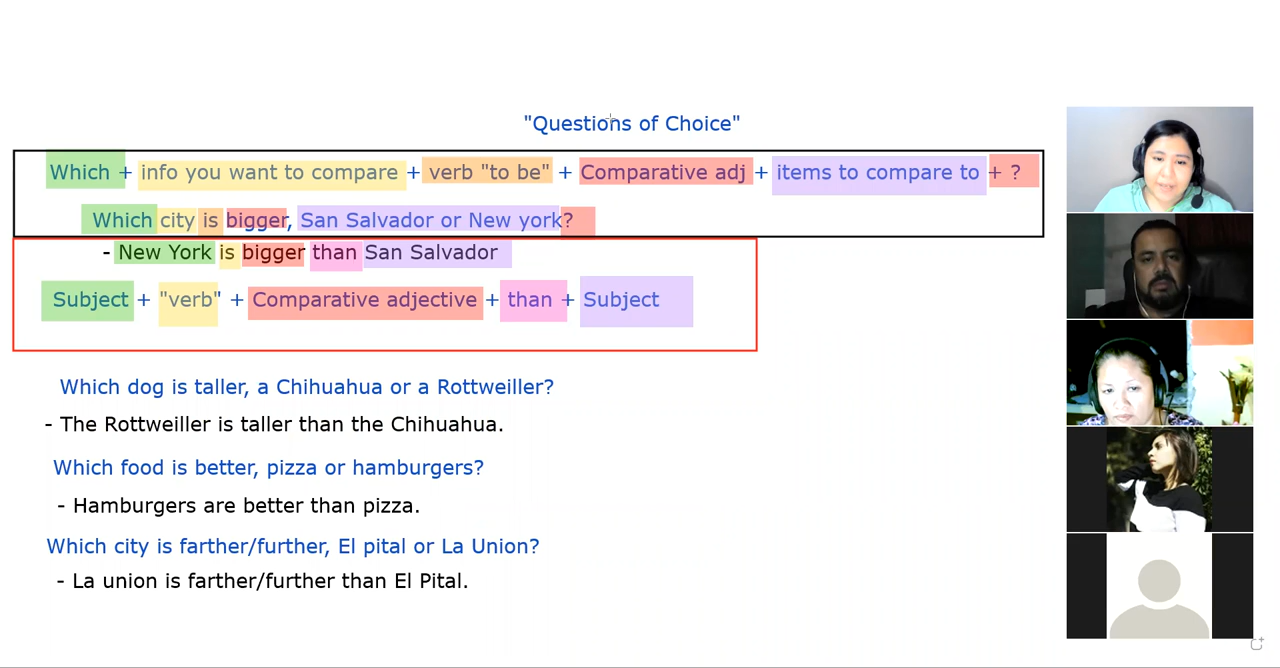 "Questions of Choice"
Which + info you want to compare + verb "to be" + Comparative adj + items to compare to + ?
Which city is bigger, San Salvador or New york?
- New York is bigger than San Salvador
Subject + "verb" + Comparative adjective + than + Subject
Which dog is taller, a Chihuahua or a Rottweiller?
- The Rottweiller is taller than the Chihuahua.
Which food is better, pizza or hamburgers?
- Hamburgers are better than pizza.
Which city is farther/further, El pital or La Union?
- La union is farther/further than El Pital.